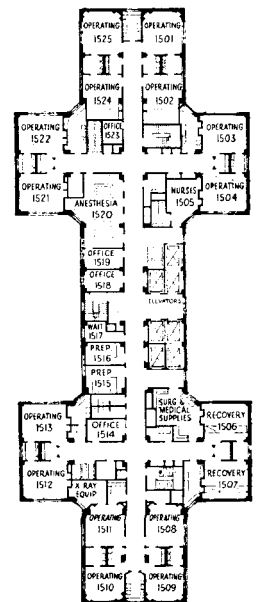 OPERATING
1525
OPERATING
1501
OPERATING
1524
OPERATING
1502
OPERATING
1522
OFFICE
1523
OPERATING
1503
OPERATING
1521
ANESTHESIA
1520
NURSES
1505
OPERATING
1504
OFFICE
1519
OFFICE
1518
ELEVATORS
WAIT
1517
PREP
1516
PREP
1515
SURG &
MEDICAL
SUPPLIES
OPERATING
1513
OFFICE
1514
RECOVERY
1506
OPERATING
1512
X RAY
EQUIP
RECOVERY
1507
OPERATING
1511
OPERATING
1508
OPERATING
1510
OPERATING
1509